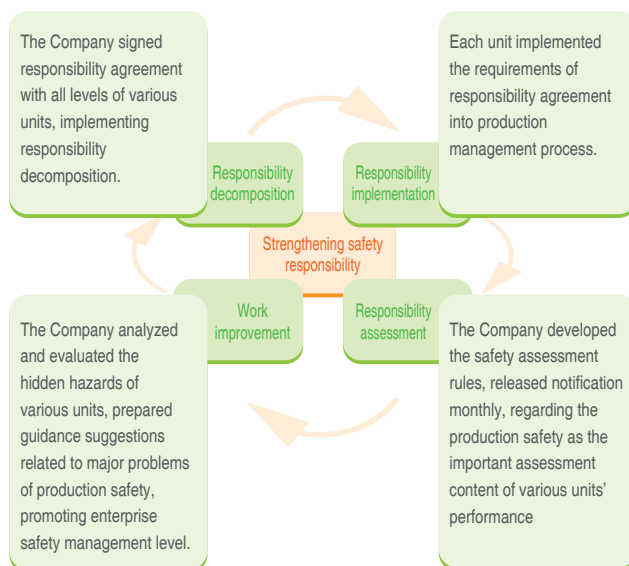 The Company signed
responsibility agreement
with all levels of various
units, implementing
responsibility
decomposition.
Each unit implemented
the requirements of
responsibility agreement
into production
management process.
Responsibility
decomposition
Responsibility
implementation
Strengthening safety
responsibility
Work
improvement
Responsibility
assessment
The Company analyzed
and evaluated the
hidden hazards of
various units, prepared
guidance suggestions
related to major problems
of production safety,
promoting enterprise
safety management level.
The Company developed
the safety assessment
rules, released notification
monthly, regarding the
production safety as the
important assessment
content of various units’
performance